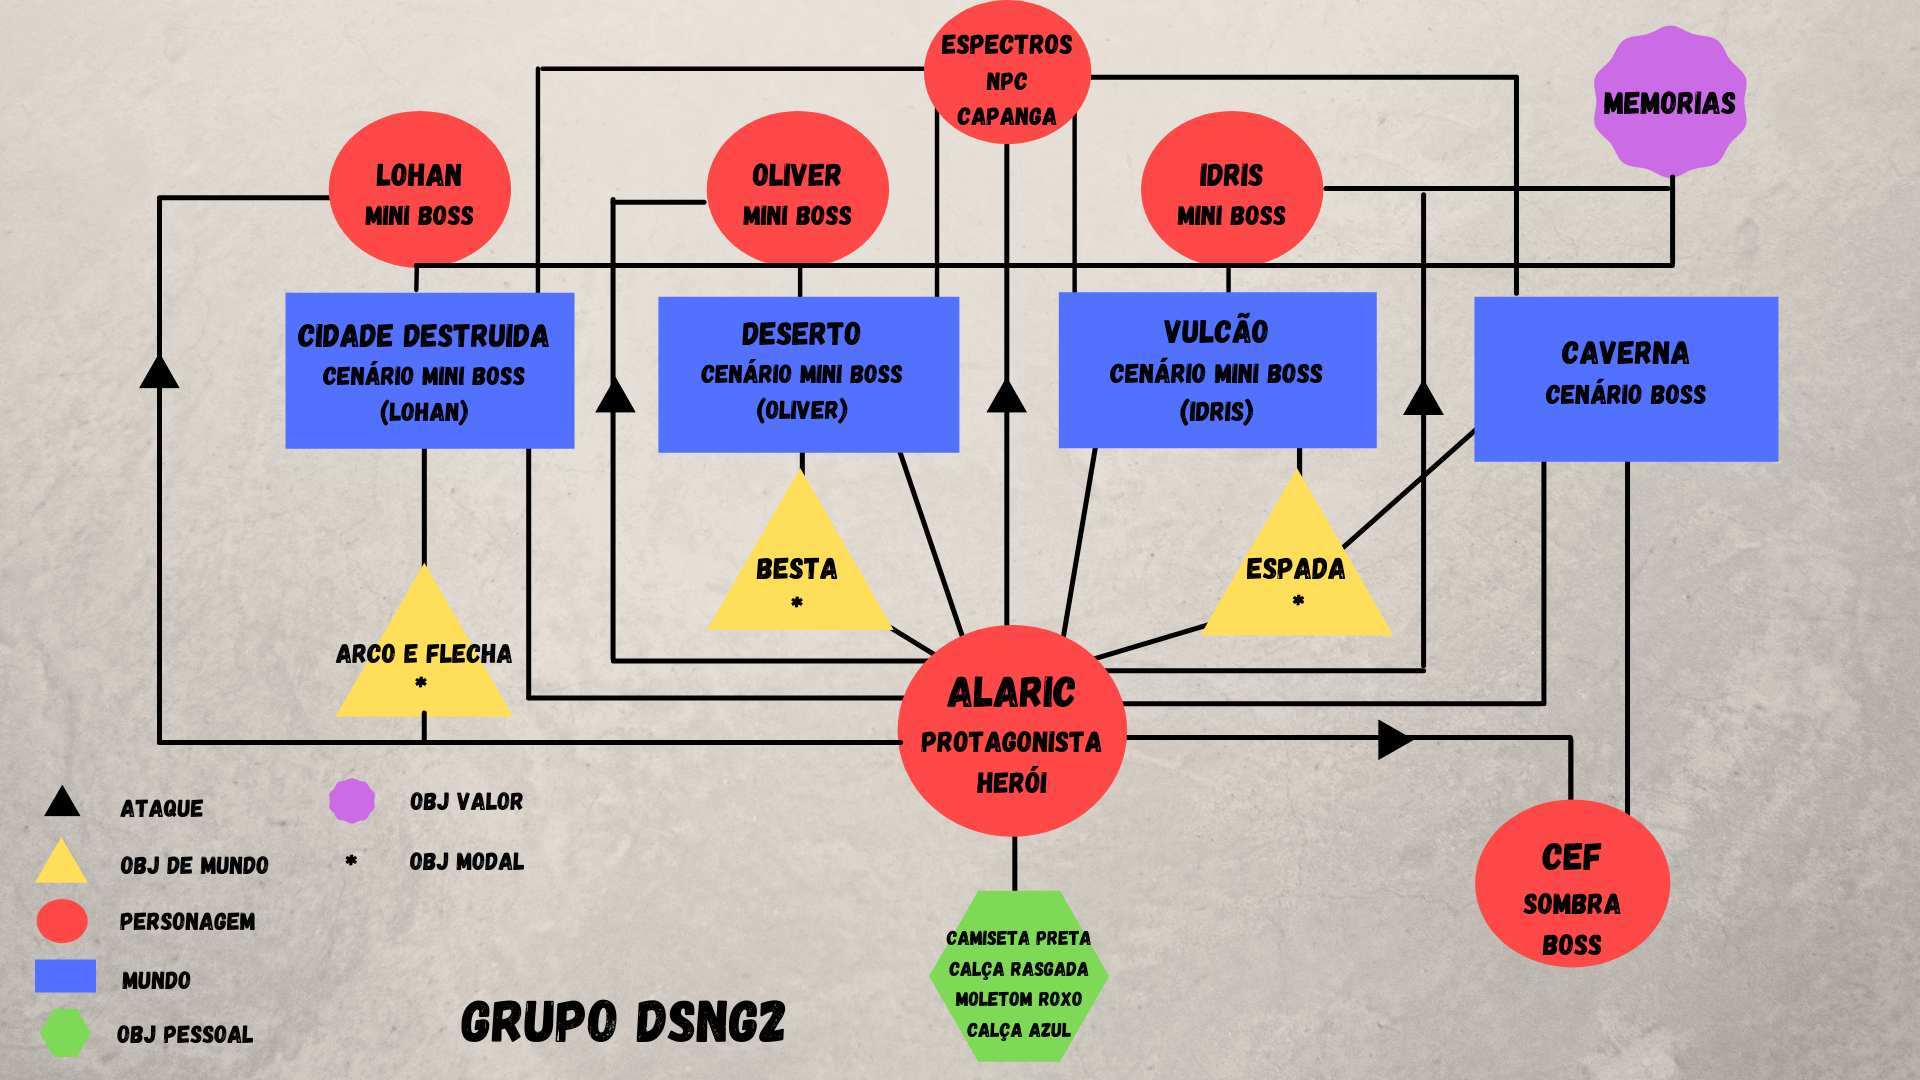 ESPECTROS
NPC
CAPANGA
MEMORIAS
LOHAN
MINI BOSS
OLIVER
MINI BOSS
IDRIS
MINI BOSS
CIDADE DESTRUIDA
CENÁRIO MINI BOSS
(LOHAN)
DESERTO
CENÁRIO MINI BOSS
(OLIVER)
VULCÃO
CENÁRIO MINI BOSS
(IDRIS)
CAVERNA
CENÁRIO BOSS
ARCO E FLECHA
*
BESTA
*
ESPADA
*
ALARIC
PROTAGONISTA
HERÓI
CEF
SOMBRA
BOSS
CAMISETA PRETA
CALÇA RASGADA
MOLETOM ROXO
CALÇA AZUL
ATAQUE
OBJ DE MUNDO
PERSONAGEM
MUNDO
OBJ PESSOAL
OBJ VALOR
* OBJ MODAL
GRUPO DSNG2